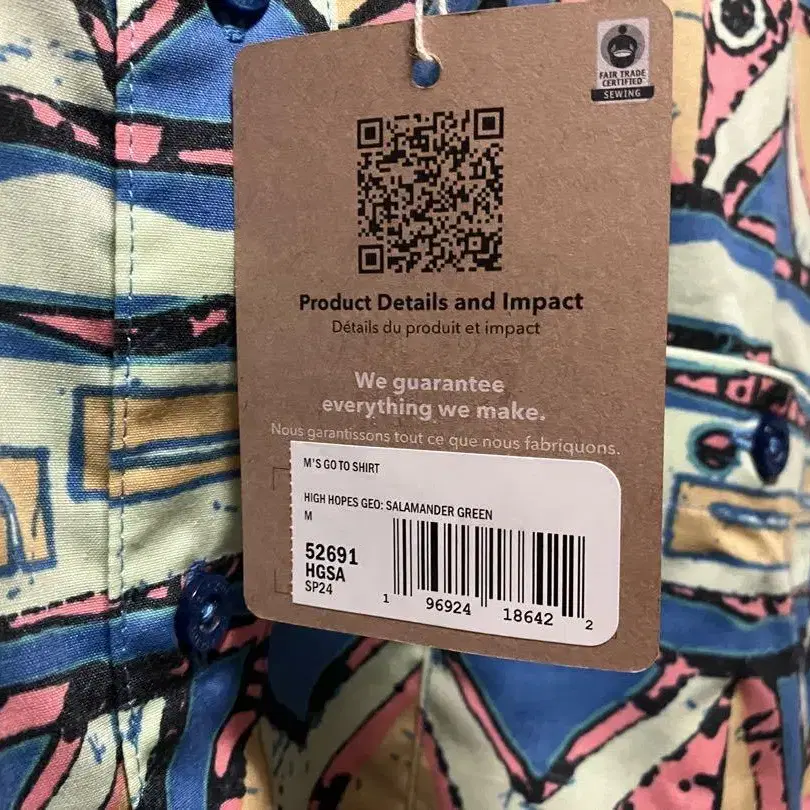 FAIR TRADE
CERTIFIED
SEWING
Product Details and Impact
Détails du produit et impact
We guarantee
everything we make.
Nous garantissons tout ce que nous fabriquons.
M'S GO TO SHIRT
HIGH HOPES GEO: SALAMANDER GREEN
M
52691
HGSA
SP24
1 96924 18642 2